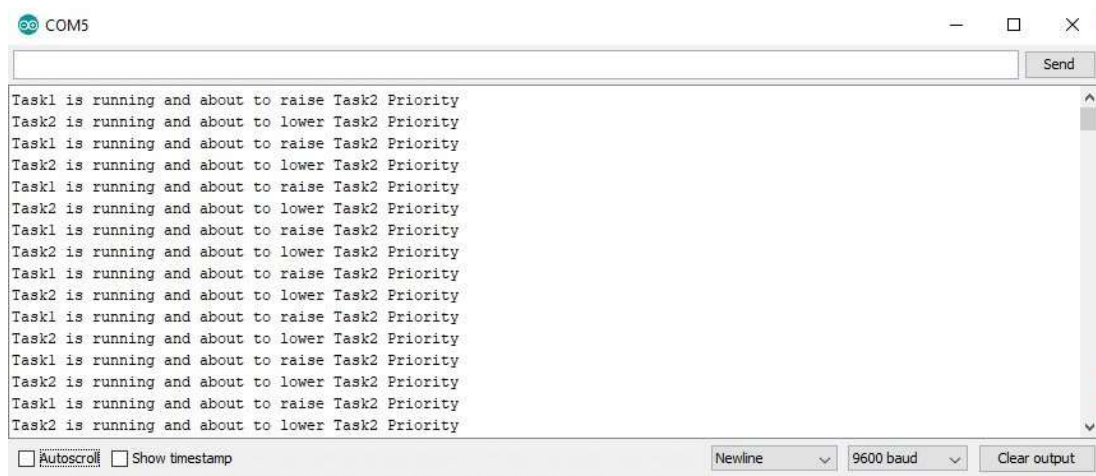 COM5
Send
Task1 is running and about to raise Task2 Priority
Task2 is running and about to lower Task2 Priority
Task1 is running and about to raise Task2 Priority
Task2 is running and about to lower Task2 Priority
Task1 is running and about to raise Task2 Priority
Task2 is running and about to lower Task2 Priority
Task1 is running and about to raise Task2 Priority
Task2 is running and about to lower Task2 Priority
Task1 is running and about to raise Task2 Priority
Task2 is running and about to lower Task2 Priority
Task1 is running and about to raise Task2 Priority
Task2 is running and about to lower Task2 Priority
Task1 is running and about to raise Task2 Priority
Task2 is running and about to lower Task2 Priority
Task1 is running and about to raise Task2 Priority
Task2 is running and about to lower Task2 Priority
Autoscroll Show timestamp Newline 9600 baud Clear output